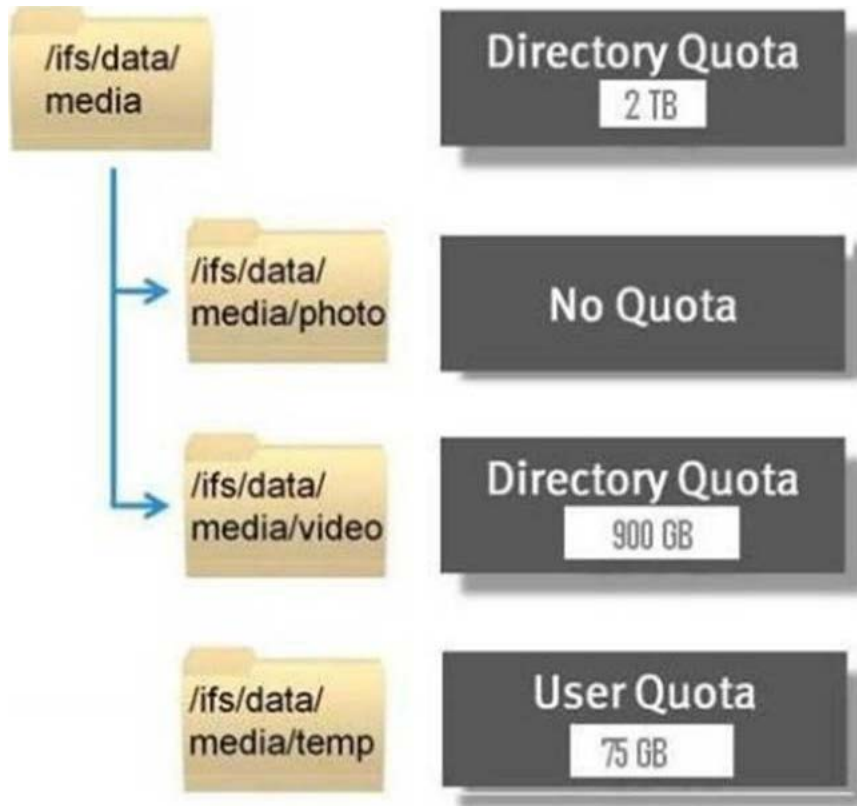 /ifs/data/
media
Directory Quota
2 TB
/ifs/data/
media/photo
No Quota
/ifs/data/
media/video
Directory Quota
900 GB
/ifs/data/
media/temp
User Quota
75 GB